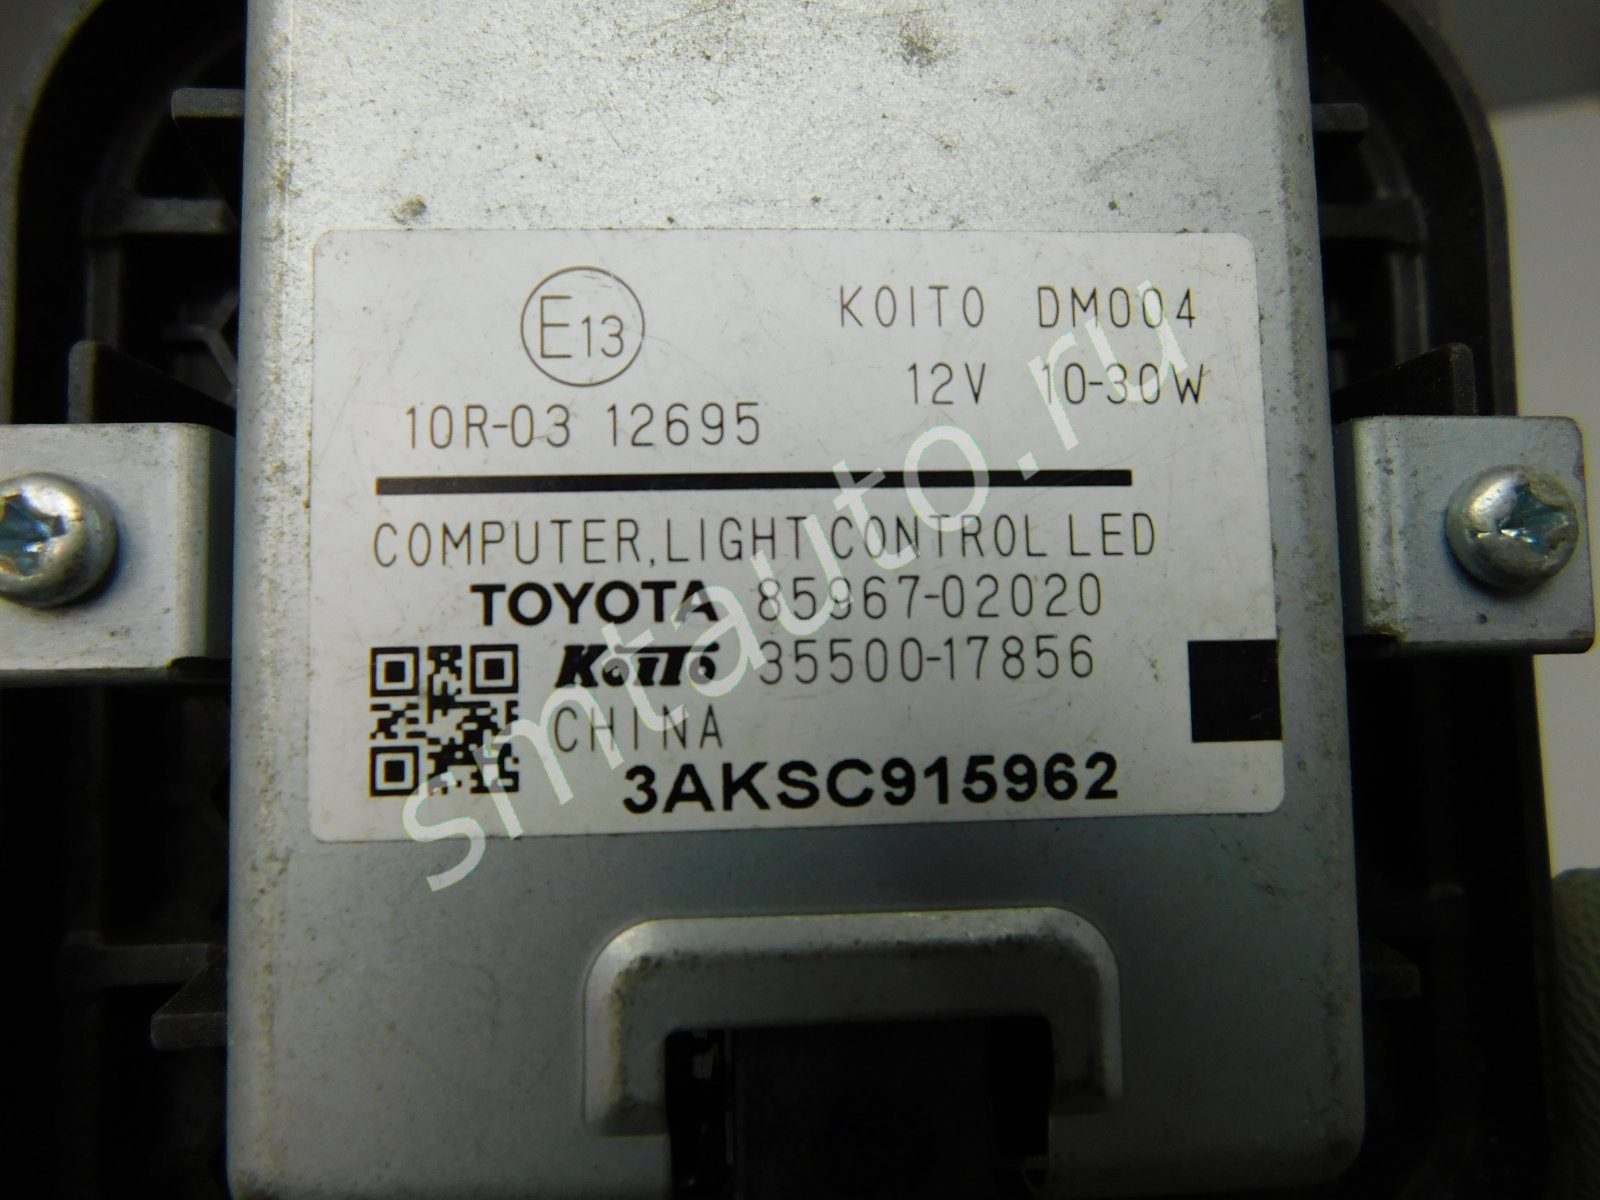 E13
KOITO DM004
12V 10-30W
10R-03 12695
COMPUTER,LIGHT CONTROL LED
TOYOTA 85967-02020
KOITO 35500-17856
CHINA
3AKSC915962
smtauto.ru